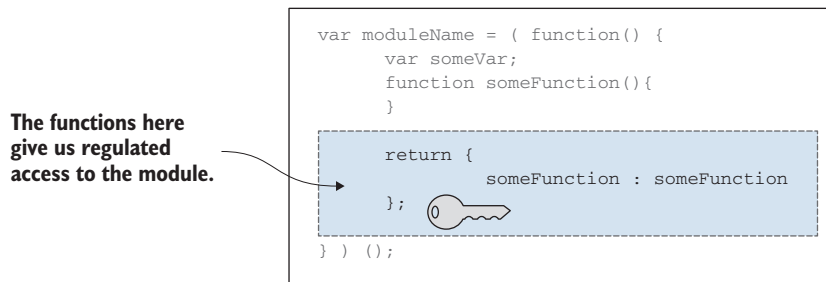 The functions here
give us regulated
access to the module.
var moduleName = ( function() {
var someVar;
function someFunction(){
}
return {
someFunction : someFunction
};
} ) ();